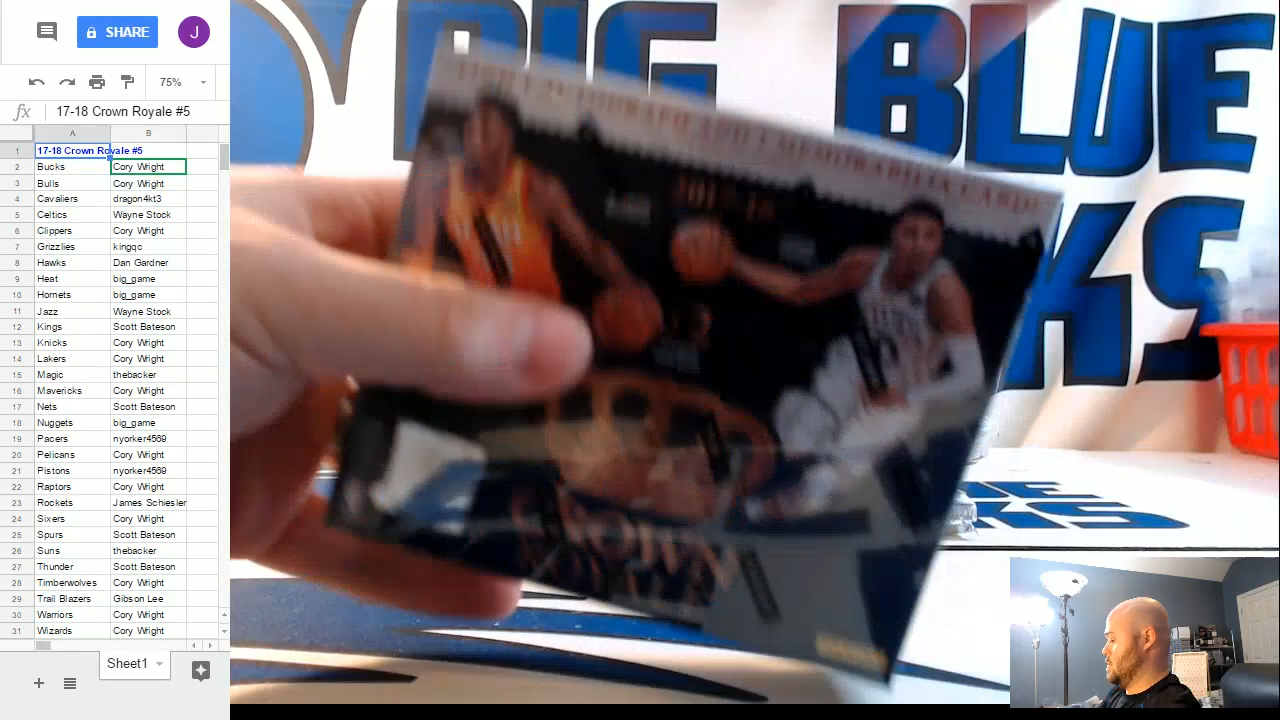 BIG BLUE
SHARE
J
75%
fx 17-18 Crown Royale #5
A B
1 17-18 Crown Royale #5
2 Bucks Cory Wright
3 Bulls Cory Wright
4 Cavaliers dragon4kt3
5 Celtics Wayne Stock
6 Clippers Cory Wright
7 Grizzlies kingqc
8 Hawks Dan Gardner
9 Heat big_game
10 Hornets big_game
11 Jazz Wayne Stock
12 Kings Scott Bateson
13 Knicks Cory Wright
14 Lakers Cory Wright
15 Magic thebacker
16 Mavericks Cory Wright
17 Nets Scott Bateson
18 Nuggets big_game
19 Pacers nyorker4569
20 Pelicans Cory Wright
21 Pistons nyorker4569
22 Raptors Cory Wright
23 Rockets James Schiesler
24 Sixers Cory Wright
25 Spurs Scott Bateson
26 Suns thebacker
27 Thunder Scott Bateson
28 Timberwolves Cory Wright
29 Trail Blazers Gibson Lee
30 Warriors Cory Wright
31 Wizards Cory Wright
Sheet1
2017-18
CROWN
ROYALE